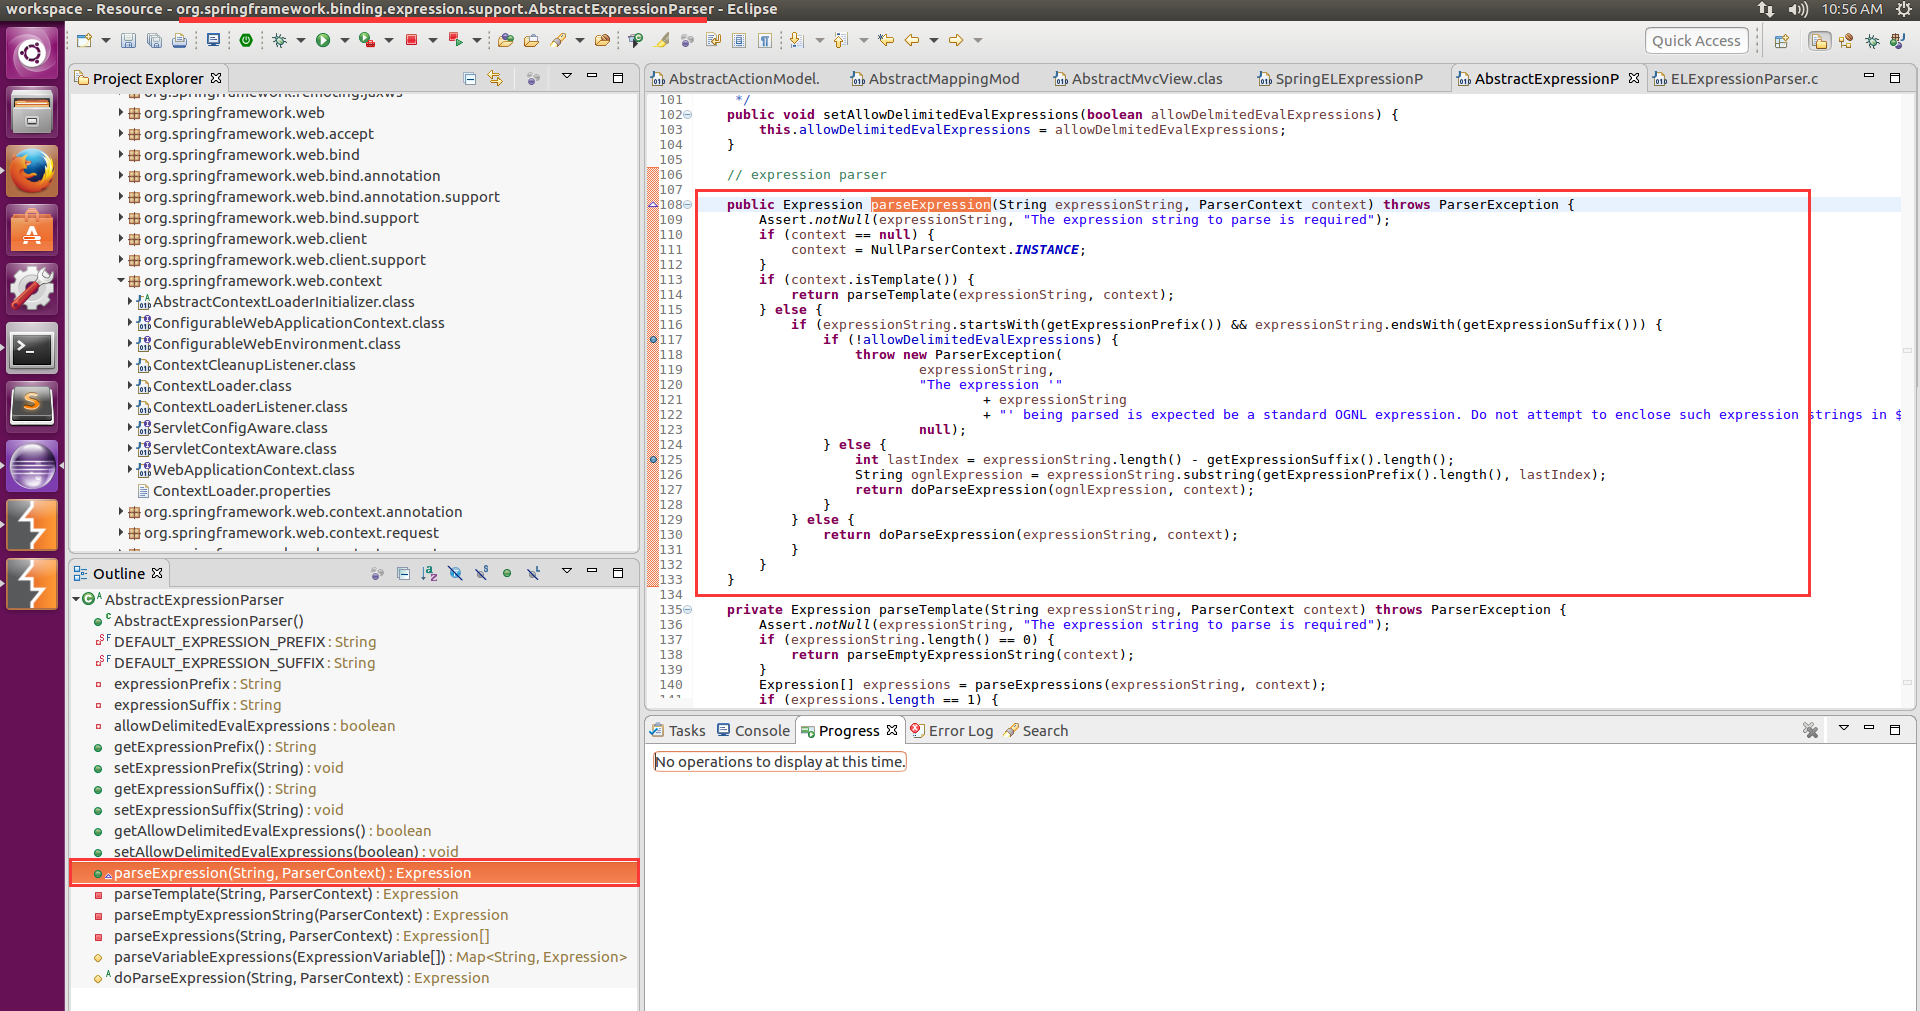 workspace - Resource - org.springframework.binding.expression.support.AbstractExpressionParser - Eclipse
10:56 AM
Quick Access
Project Explorer
org.springframework.web
org.springframework.web.accept
org.springframework.web.bind
org.springframework.web.bind.annotation
org.springframework.web.bind.annotation.support
org.springframework.web.bind.support
org.springframework.web.client
org.springframework.web.client.support
org.springframework.web.context
AbstractContextLoaderInitializer.class
ConfigurableWebApplicationContext.class
ConfigurableWebEnvironment.class
ContextCleanupListener.class
ContextLoader.class
ContextLoaderListener.class
ServletConfigAware.class
ServletContextAware.class
WebApplicationContext.class
ContextLoader.properties
org.springframework.web.context.annotation
org.springframework.web.context.request
Outline
AbstractExpressionParser
AbstractExpressionParser()
DEFAULT_EXPRESSION_PREFIX : String
DEFAULT_EXPRESSION_SUFFIX : String
expressionPrefix : String
expressionSuffix : String
allowDelimitedEvalExpressions : boolean
getExpressionPrefix() : String
setExpressionPrefix(String) : void
getExpressionSuffix() : String
setExpressionSuffix(String) : void
getAllowDelimitedEvalExpressions() : boolean
setAllowDelimitedEvalExpressions(boolean) : void
parseExpression(String, ParserContext) : Expression
parseTemplate(String, ParserContext) : Expression
parseEmptyExpressionString(ParserContext) : Expression
parseExpressions(String, ParserContext) : Expression[]
parseVariableExpressions(ExpressionVariable[]) : Map<String, Expression>
doParseExpression(String, ParserContext) : Expression
AbstractActionModel. AbstractMappingMod AbstractMvcView.clas SpringELExpressionP AbstractExpressionP ELExpressionParser.c
101 */
102 public void setAllowDelimitedEvalExpressions(boolean allowDelmitedEvalExpressions) {
103 this.allowDelimitedEvalExpressions = allowDelmitedEvalExpressions;
104 }
105
106 // expression parser
107
108 public Expression parseExpression(String expressionString, ParserContext context) throws ParserException {
109 Assert.notNull(expressionString, "The expression string to parse is required");
110 if (context == null) {
111 context = NullParserContext.INSTANCE;
112 }
113 if (context.isTemplate()) {
114 return parseTemplate(expressionString, context);
115 } else {
116 if (expressionString.startsWith(getExpressionPrefix()) && expressionString.endsWith(getExpressionSuffix())) {
117 if (!allowDelimitedEvalExpressions) {
118 throw new ParserException(
119 expressionString,
120 "The expression '"
121 + expressionString
122 + "' being parsed is expected be a standard OGNL expression. Do not attempt to enclose such expression strings in $
123 null);
124 } else {
125 int lastIndex = expressionString.length() - getExpressionSuffix().length();
126 String ognlExpression = expressionString.substring(getExpressionPrefix().length(), lastIndex);
127 return doParseExpression(ognlExpression, context);
128 }
129 } else {
130 return doParseExpression(expressionString, context);
131 }
132 }
133 }
134
135 private Expression parseTemplate(String expressionString, ParserContext context) throws ParserException {
136 Assert.notNull(expressionString, "The expression string to parse is required");
137 if (expressionString.length() == 0) {
138 return parseEmptyExpressionString(context);
139 }
140 Expression[] expressions = parseExpressions(expressionString, context);
if (expressions.length == 1) {
Tasks Console Progress Error Log Search
No operations to display at this time.